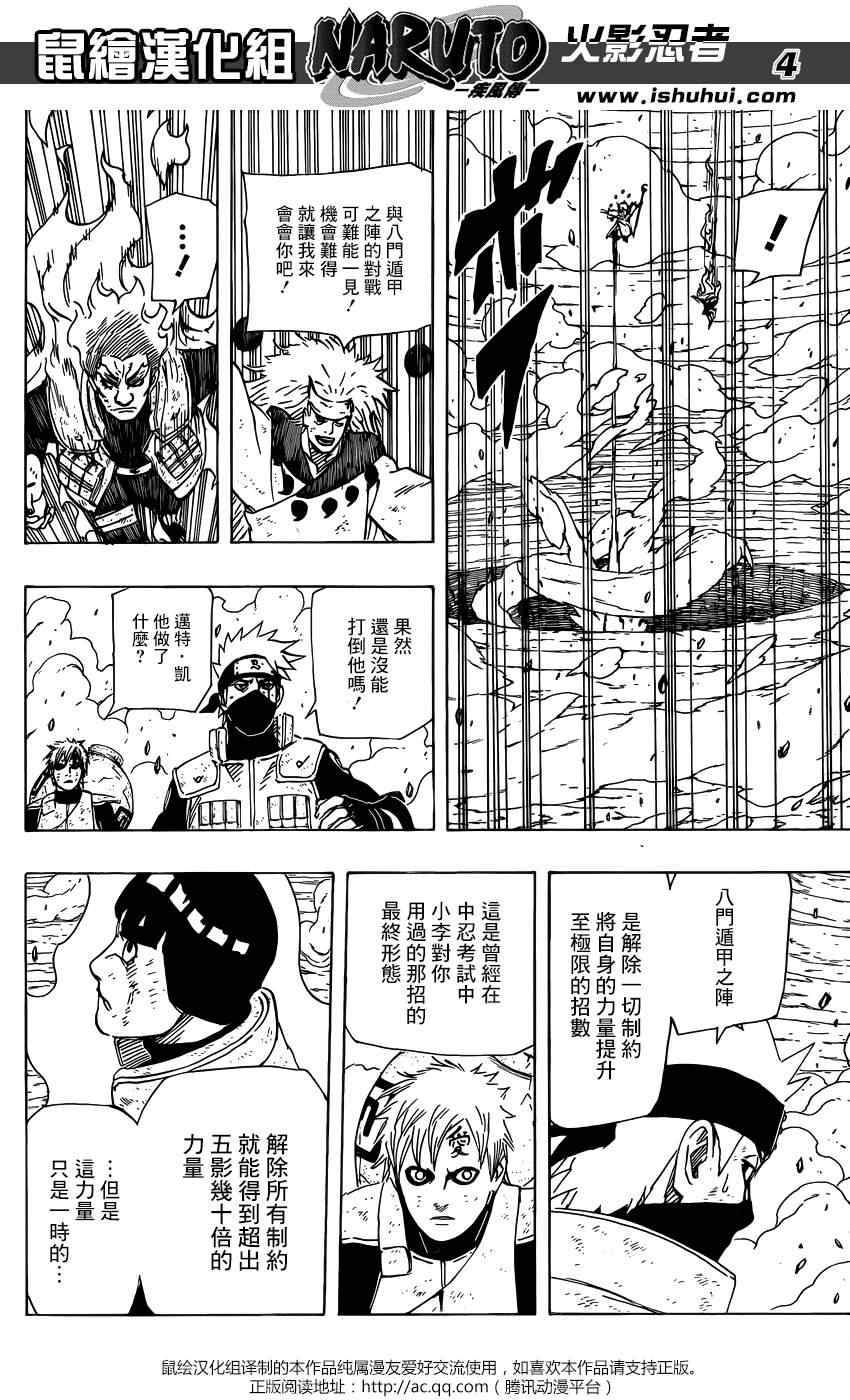 鼠繪漢化組
NARUTO
火影忍者
4
疾風傳
www.ishuhui.com
!
ボッ
與八門遁甲
之陣的對戰
可難能一見!
機會難得
就讓我來
會會你吧!
…!
果然
還是沒能
打倒他嗎!
邁特·凱
他做了
什麼?
八門遁甲之陣
是解除一切制約
將自身的力量提升
至極限的招數
這是曾經在
中忍考試中
小李對你
用過的那招的
最終形態
愛
解除所有制約
就能得到超出
五影幾十倍的
力量
…但是
這力量
只是一時的…
鼠绘汉化组译制的本作品纯属漫友爱好交流使用，如喜欢本作品请支持正版。
正版阅读地址：http://ac.qq.com（腾讯动漫平台）